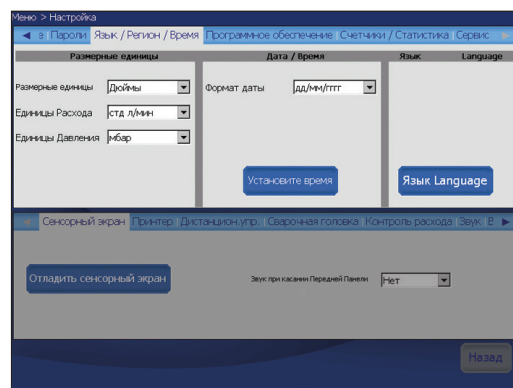 Меню > Настройка
е Пароли Язык / Регион / Время Программное обеспечение Счетчики / Статистика Сервис
Размерные единицы Дата / Время Язык Language
Размерные единицы Дюймы Формат даты дд/мм/гггг
Единицы Расхода стд л/мин
Единицы Давления мбар
Установите время Язык Language
Сенсорный экран Принтер Дистанцион.упр. Сварочная головка Контроль расхода Звук В
Отладить сенсорный экран Звук при касании Передней Панели Нет
Назад